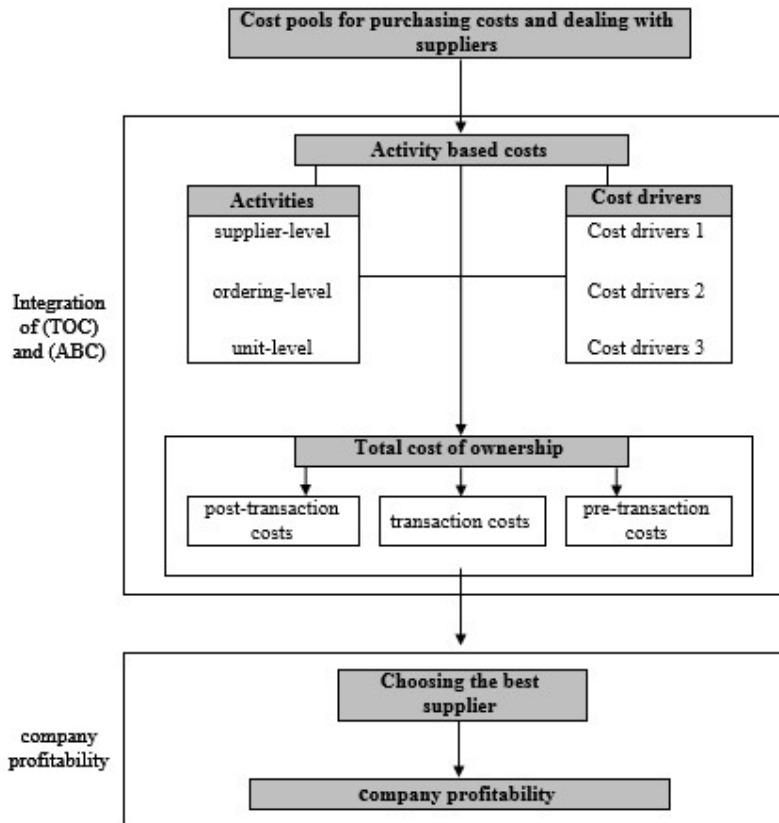 Cost pools for purchasing costs and dealing with
suppliers
Activity based costs
Activities
Cost drivers
supplier-level
Cost drivers 1
ordering-level
Cost drivers 2
unit-level
Cost drivers 3
Integration
of (TOC)
and (ABC)
Total cost of ownership
post-transaction
costs
transaction costs
pre-transaction
costs
Choosing the best
supplier
company
profitability
company profitability